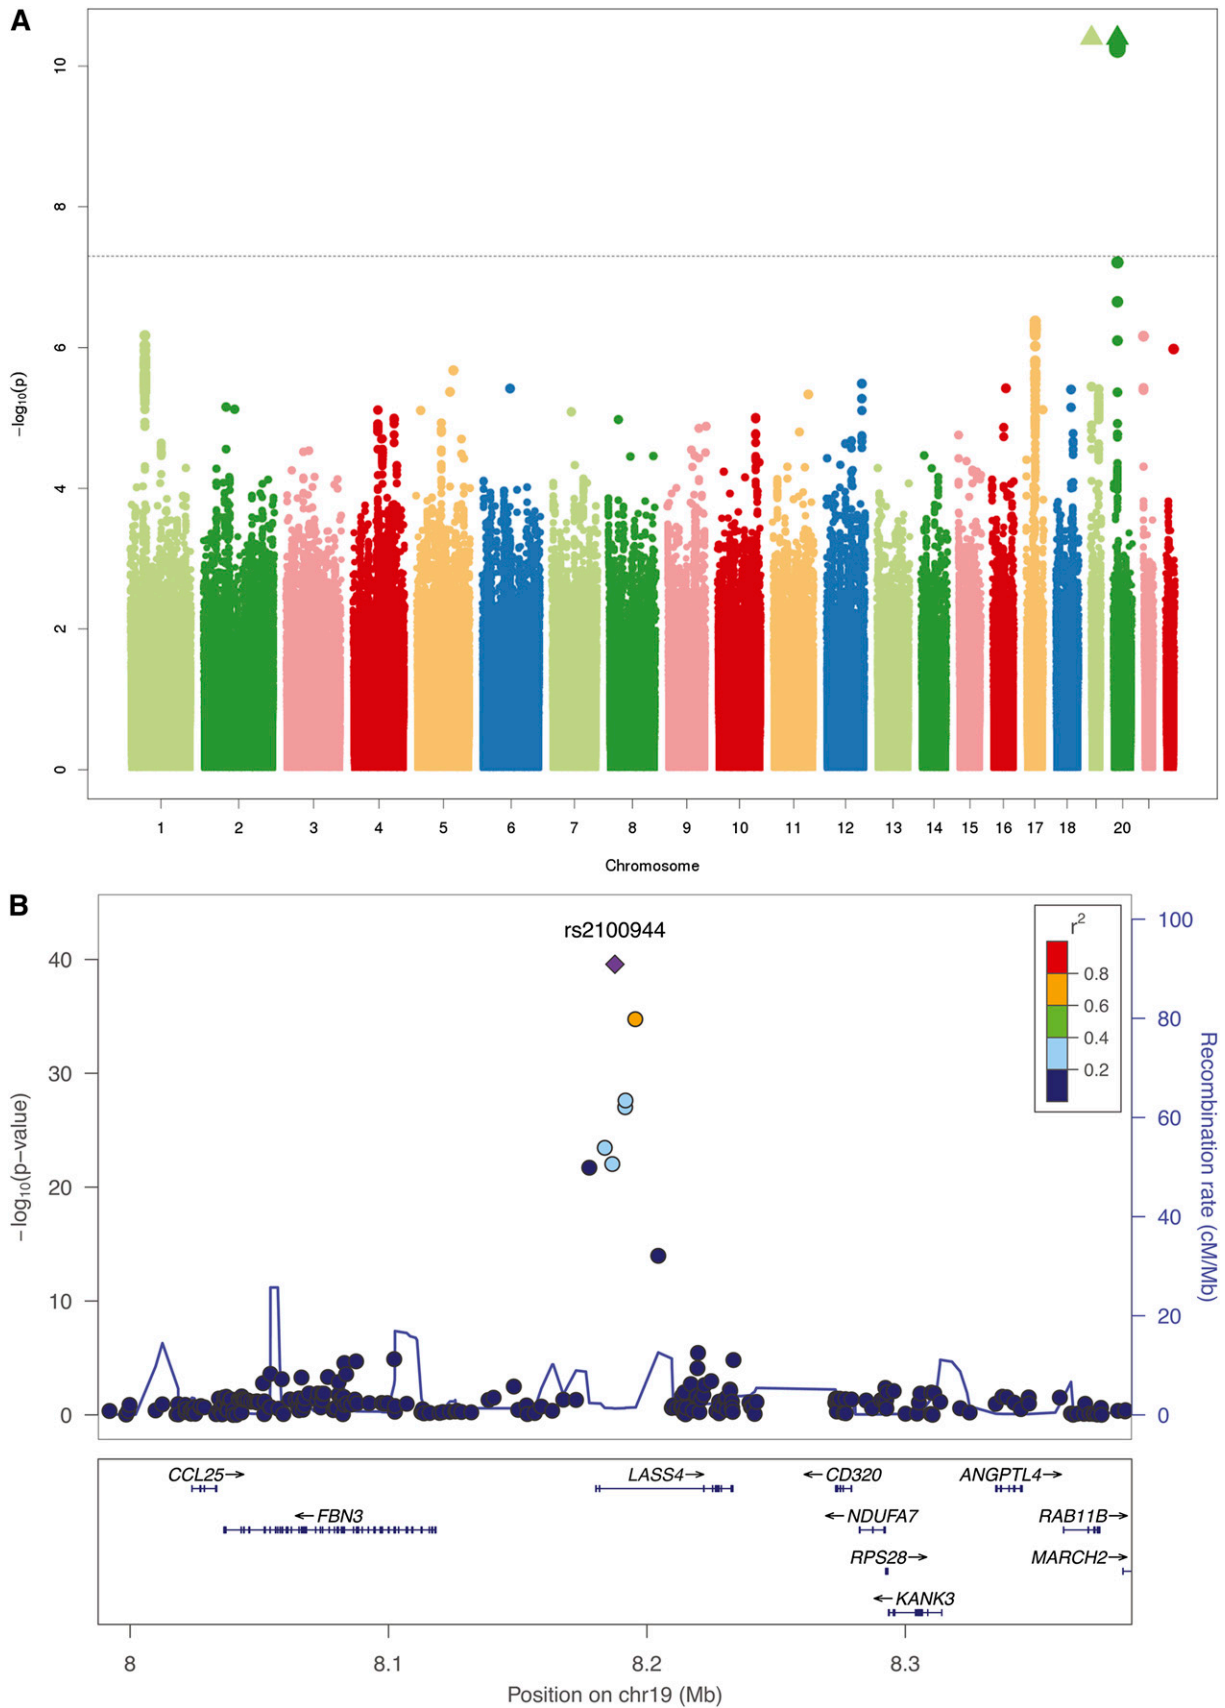 A
10
8
6
4
2
0
−log10(p)
1 2 3 4 5 6 7 8 9 10 11 12 13 14 15 16 17 18 20
Chromosome
B
rs2100944
r2
0.8
0.6
0.4
0.2
40
30
20
10
0
−log10(p−value)
100
80
60
40
20
0
Recombination rate (cM/Mb)
CCL25→ LASS4→ ←CD320 ANGPTL4→
←FBN3 ←NDUFA7 RAB11B→
RPS28→ MARCH2→
←KANK3
8 8.1 8.2 8.3
Position on chr19 (Mb)